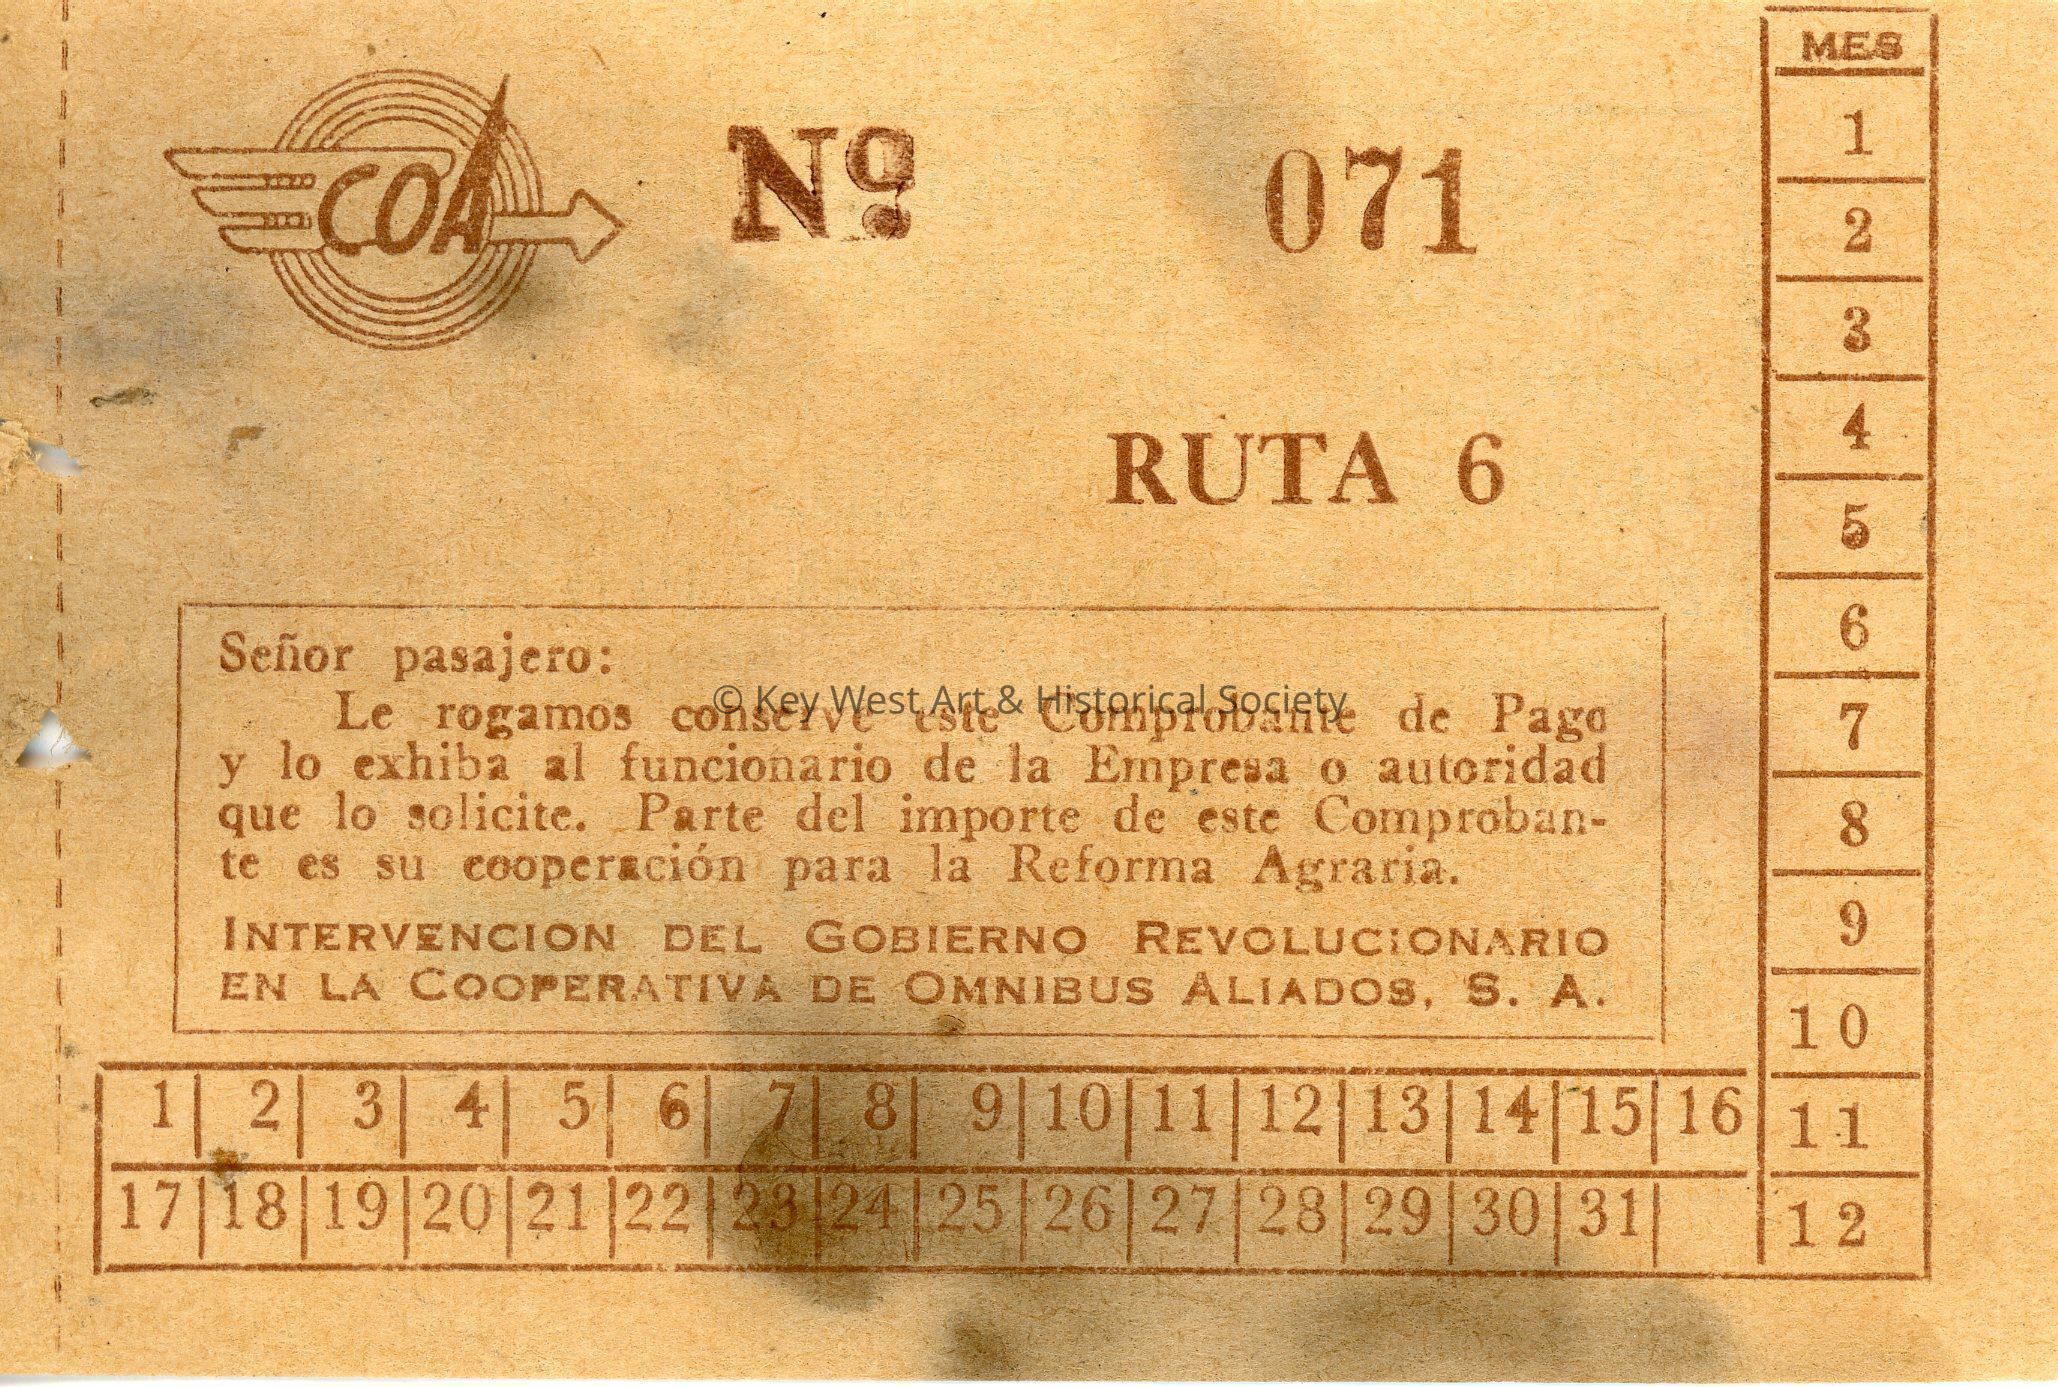 COA
Nº 071
RUTA 6
Señor pasajero:
Le rogamos conserve este Comprobante de Pago
y lo exhiba al funcionario de la Empresa o autoridad
que lo solicite. Parte del importe de este Comproban-
te es su cooperación para la Reforma Agraria.
INTERVENCION DEL GOBIERNO REVOLUCIONARIO
EN LA COOPERATIVA DE OMNIBUS ALIADOS, S. A.
© Key West Art & Historical Society
1 2 3 4 5 6 7 8 9 10 11 12 13 14 15 16
17 18 19 20 21 22 23 24 25 26 27 28 29 30 31
MES
1
2
3
4
5
6
7
8
9
10
11
12